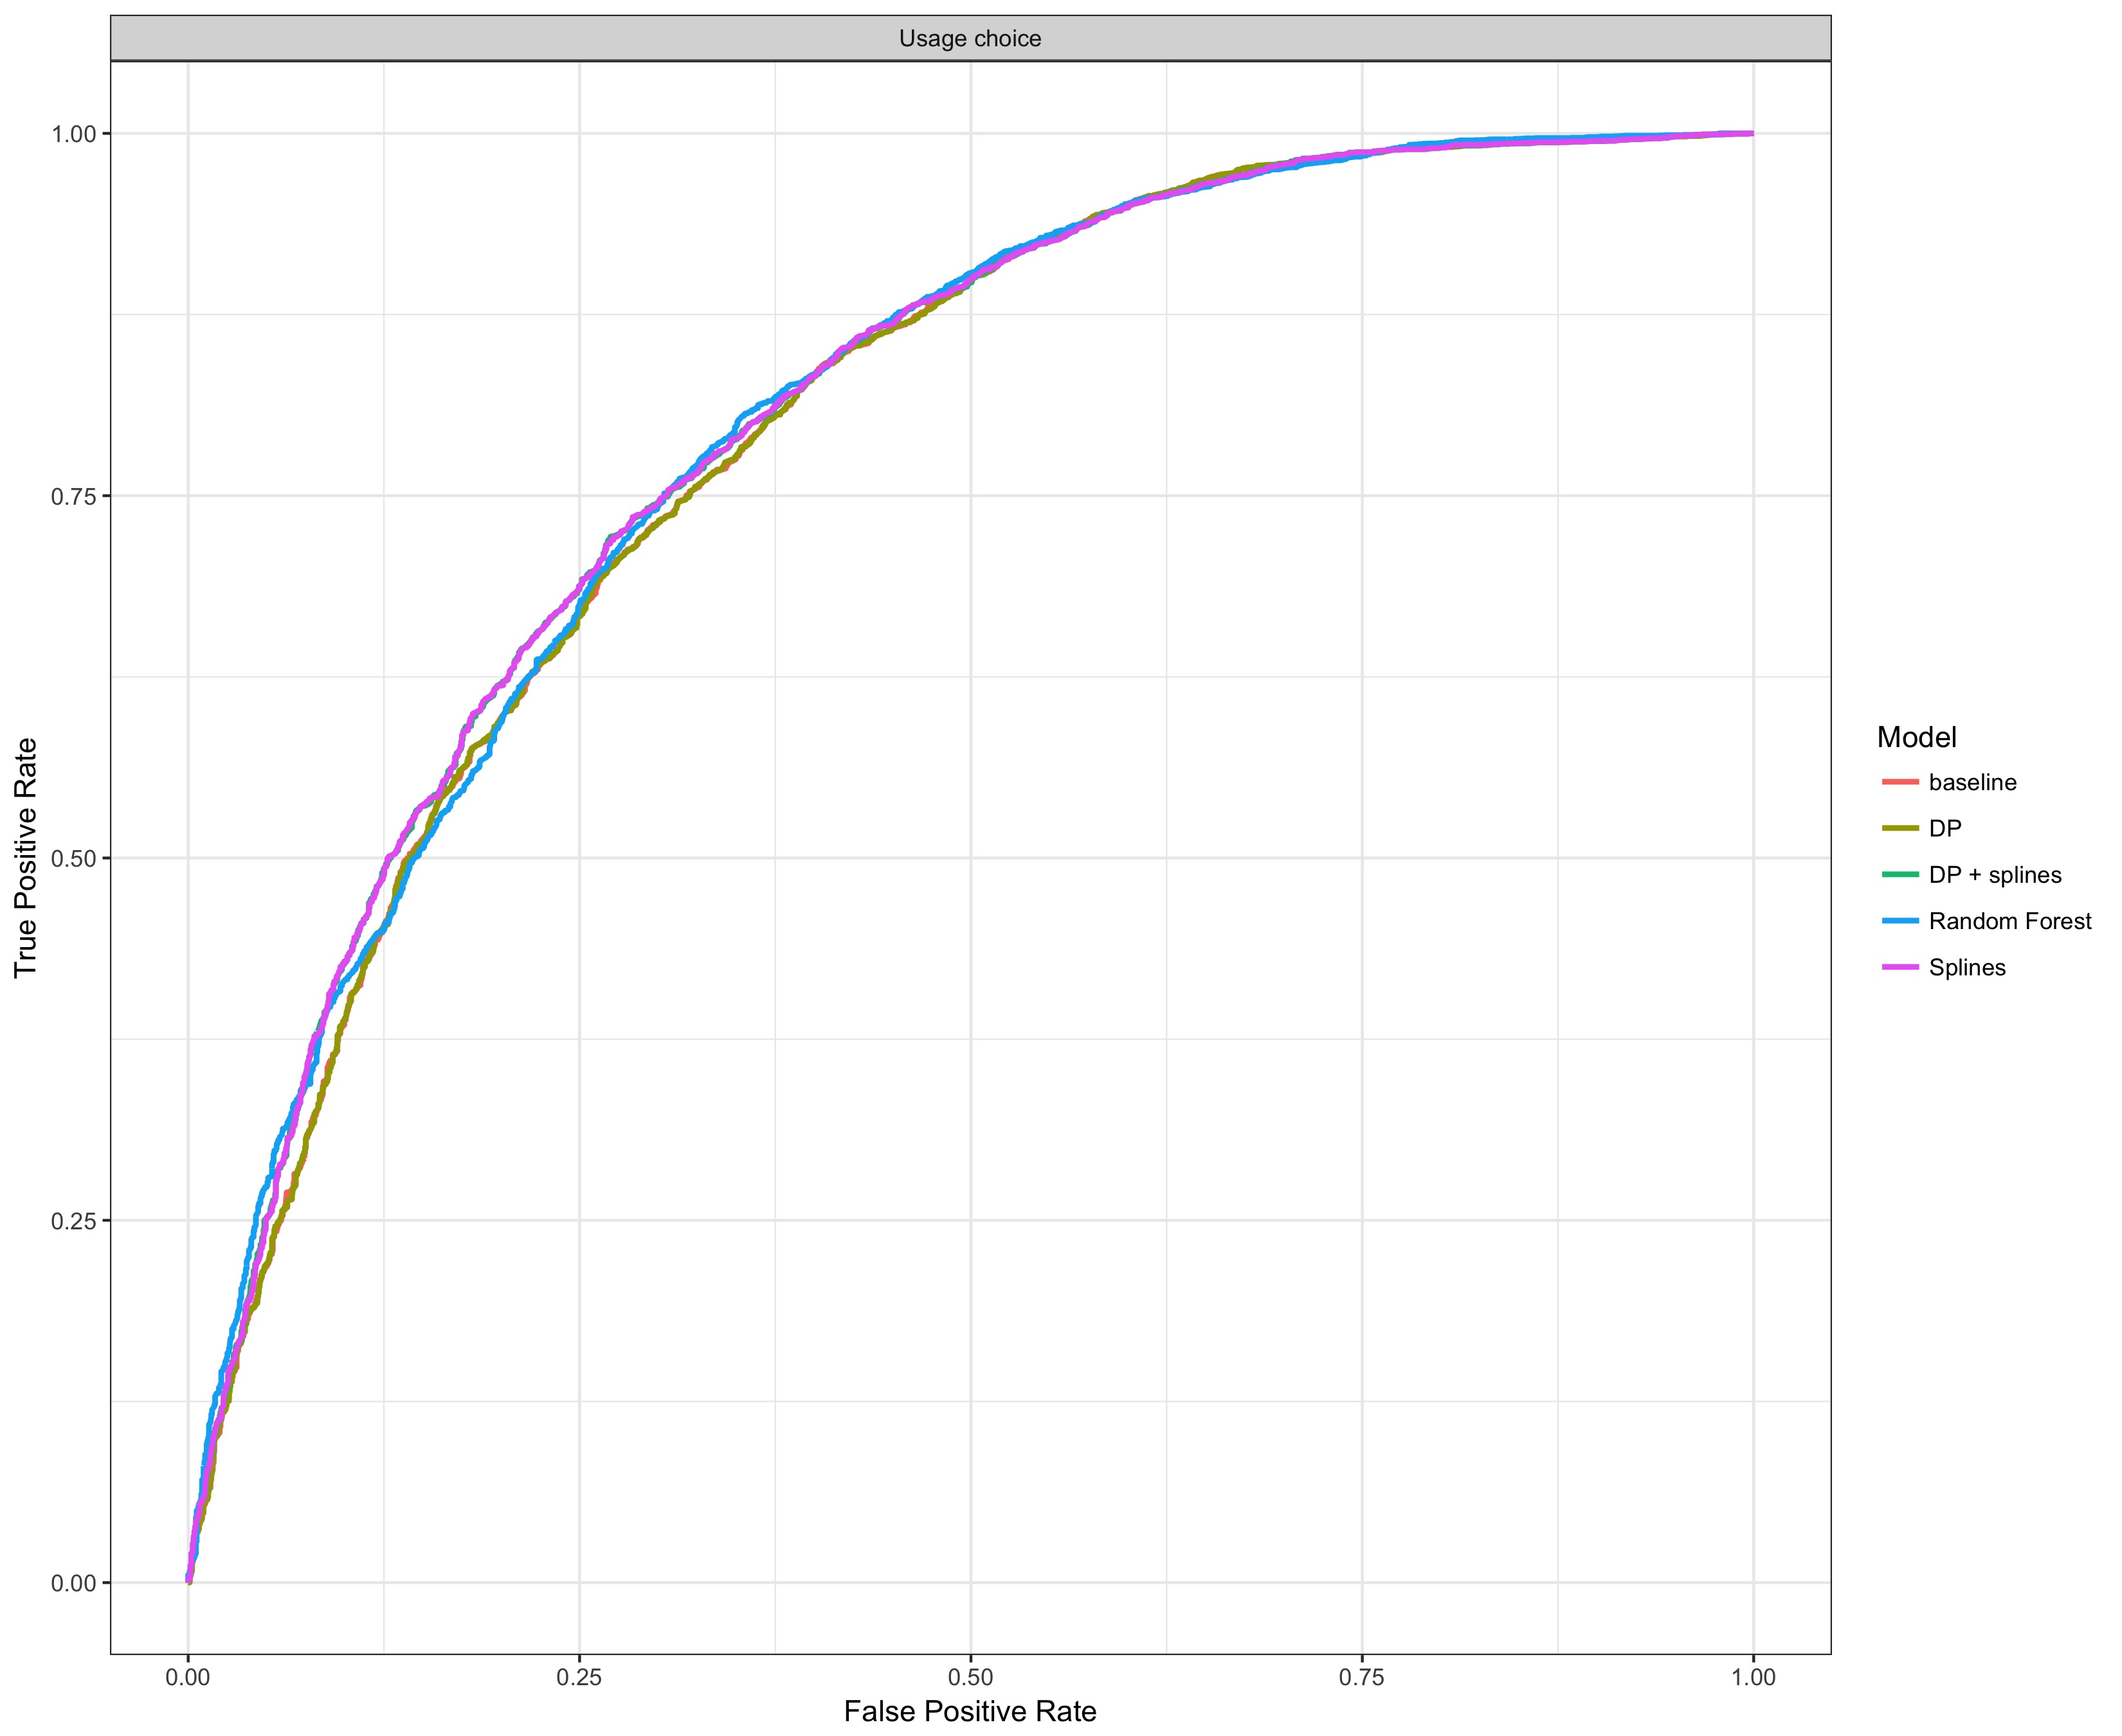 Usage choice
1.00
0.75
0.50
0.25
0.00
True Positive Rate
0.00 0.25 0.50 0.75 1.00
False Positive Rate
Model
baseline
DP
DP + splines
Random Forest
Splines